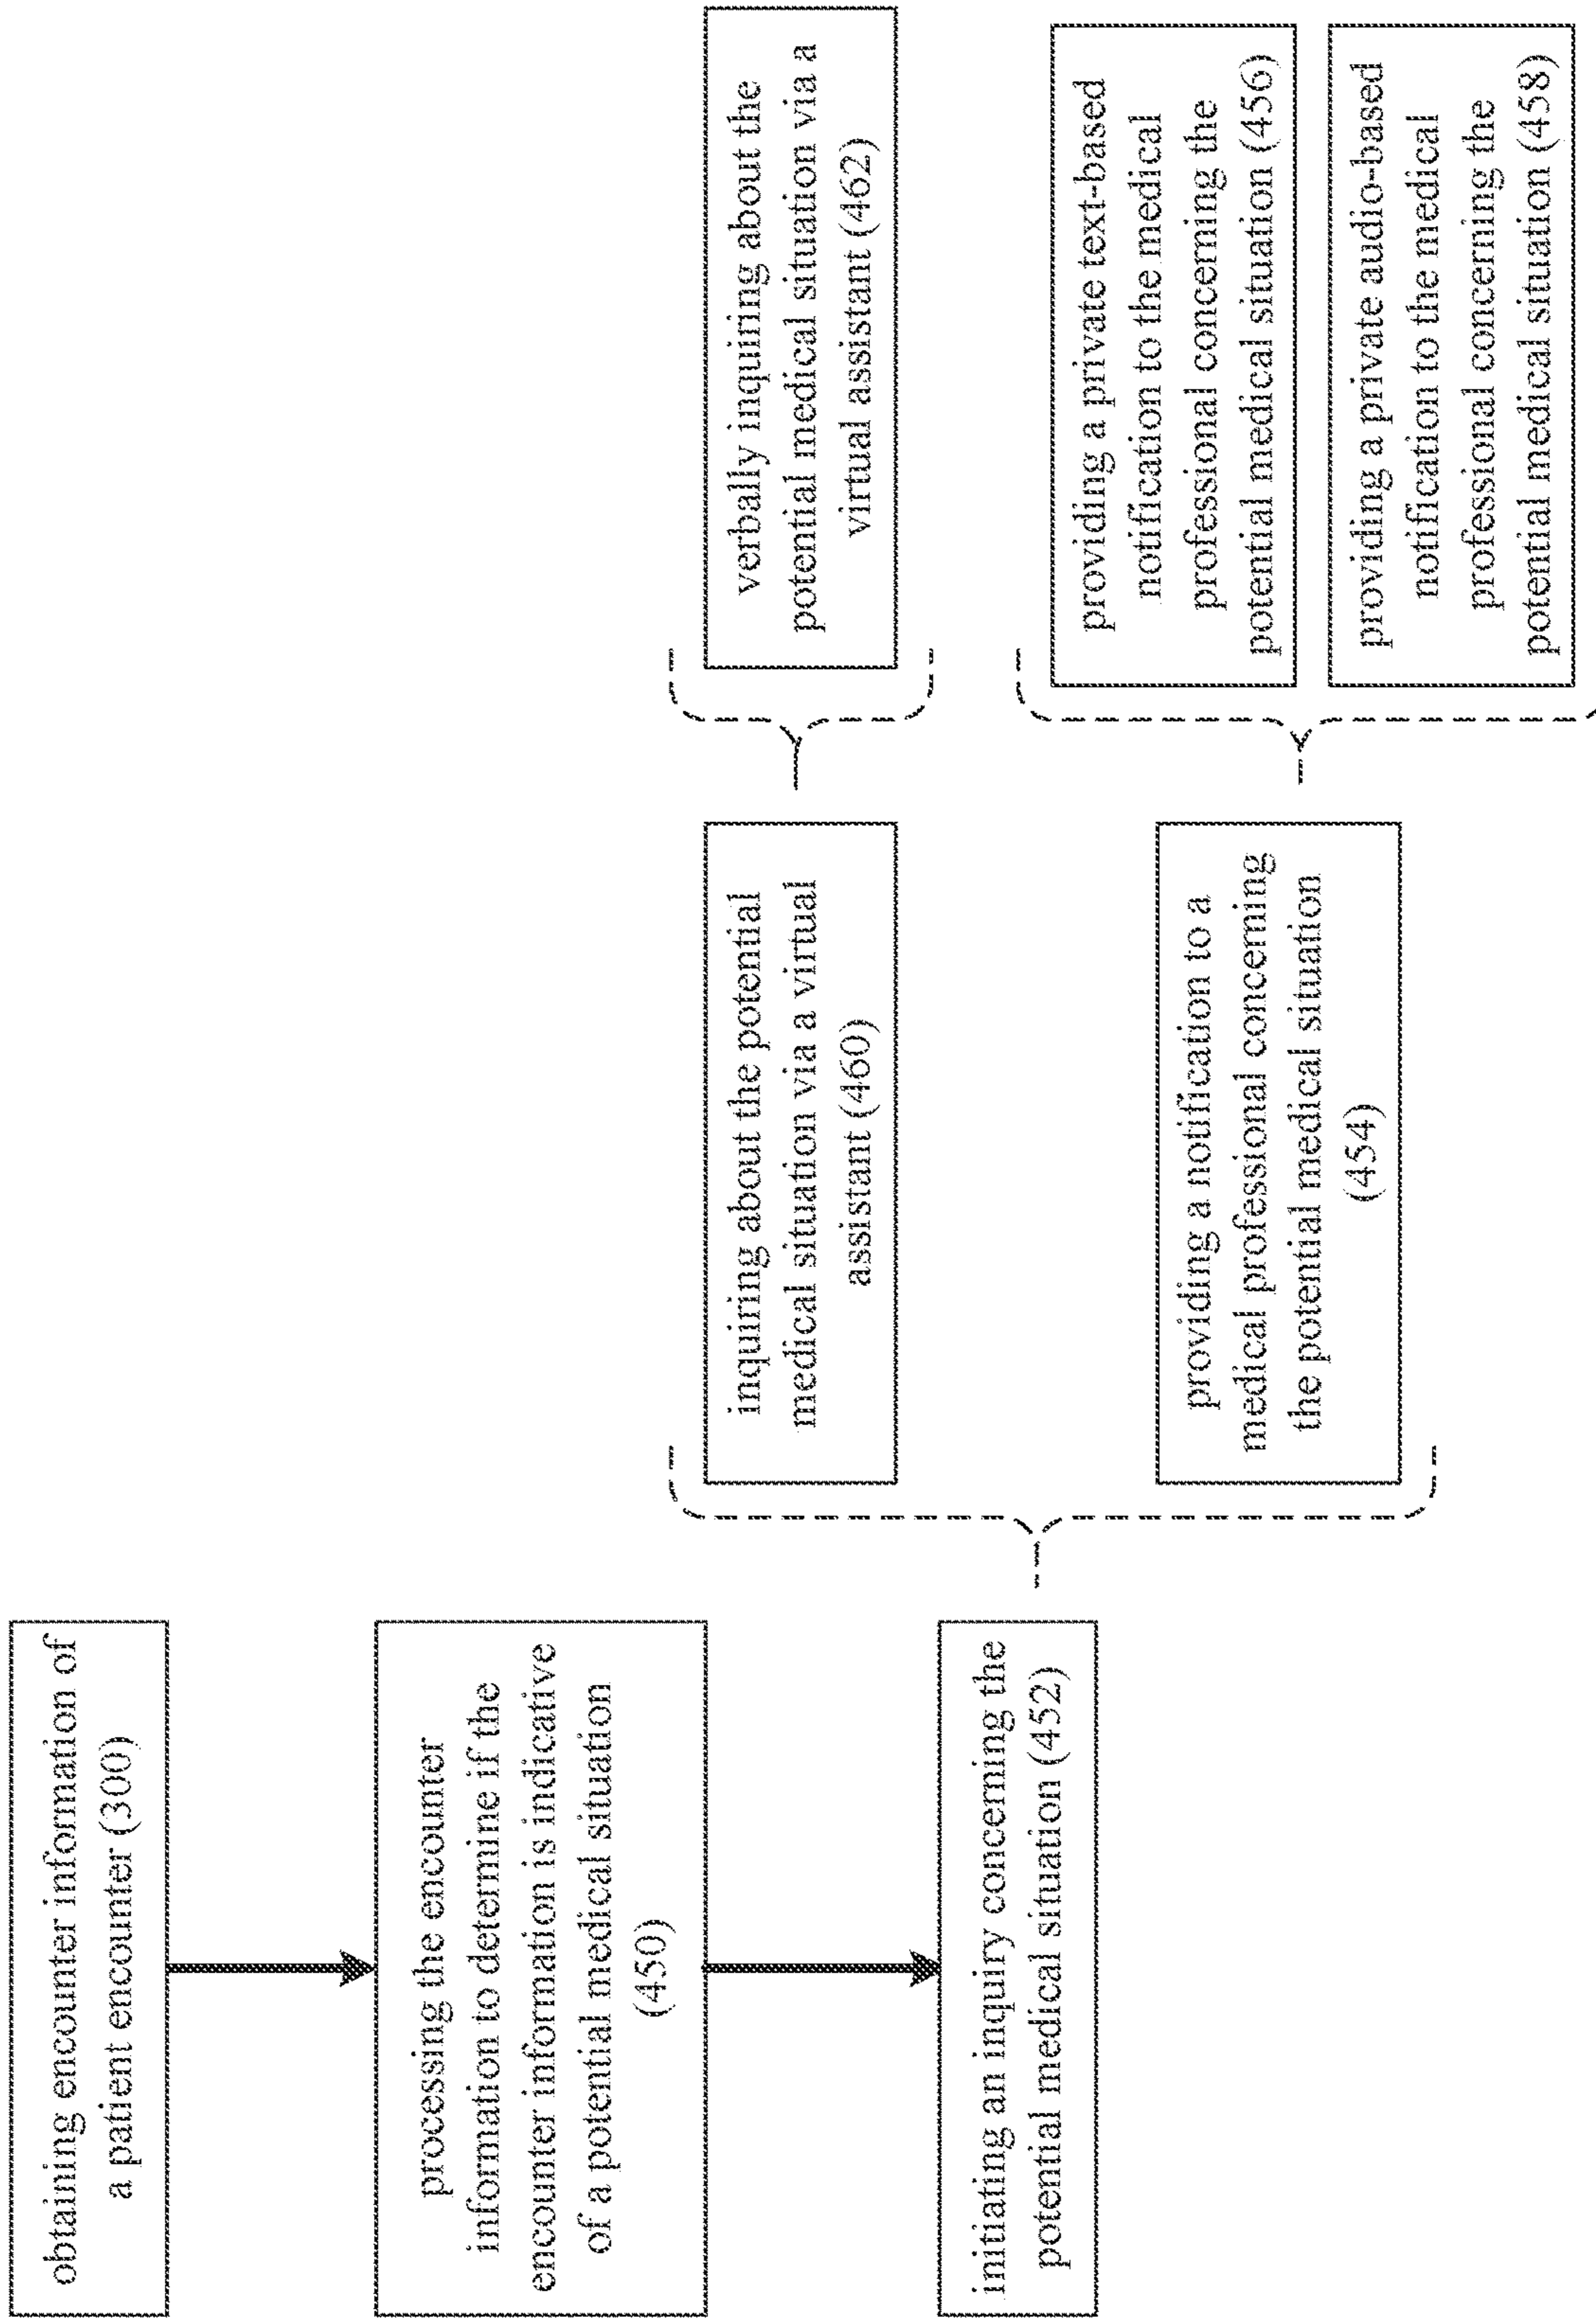 obtaining encounter information of
a patient encounter (300)
processing the encounter
information to determine if the
encounter information is indicative
of a potential medical situation
(450)
initiating an inquiry concerning the
potential medical situation (452)
inquiring about the potential
medical situation via a virtual
assistant (460)
providing a notification to a
medical professional concerning
the potential medical situation
(454)
verbally inquiring about the
potential medical situation via a
virtual assistant (462)
providing a private text-based
notification to the medical
professional concerning the
potential medical situation (456)
providing a private audio-based
notification to the medical
professional concerning the
potential medical situation (458)